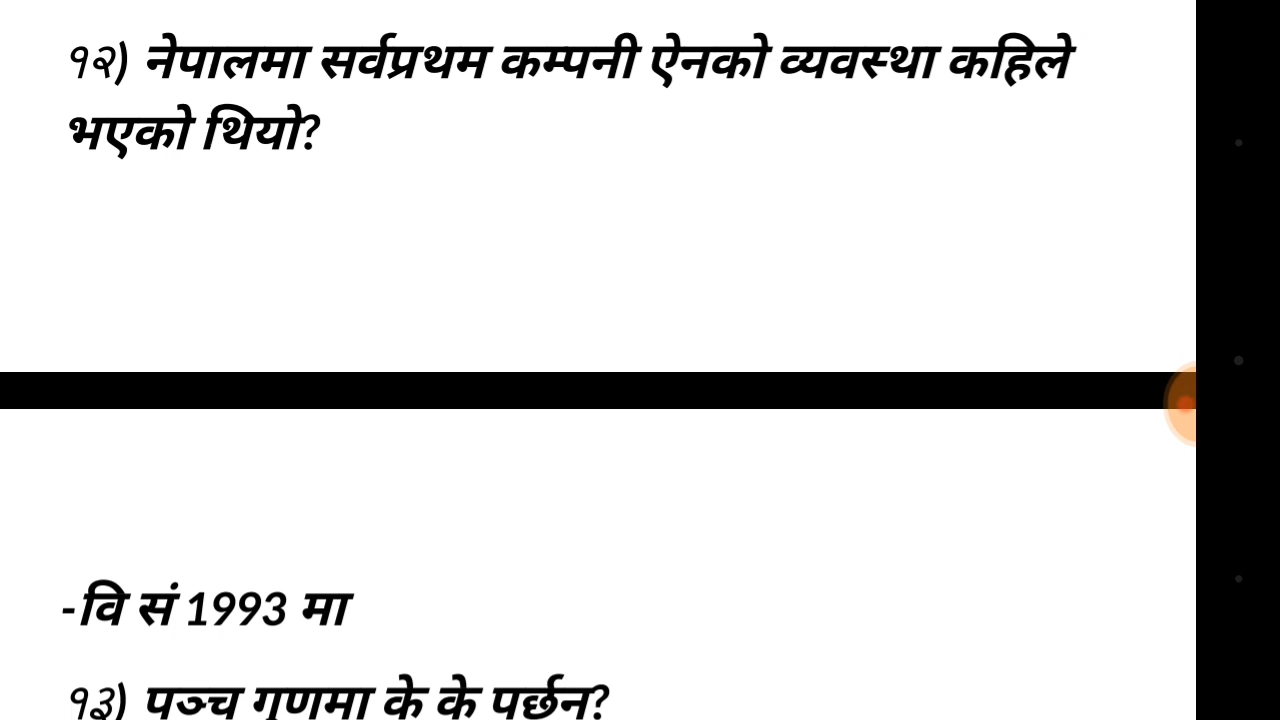 १२) नेपालमा सर्वप्रथम कम्पनी ऐनको व्यवस्था कहिले
भएको थियो?
-वि सं 1993 मा
१३) पञ्च गुणमा के के पर्छन?